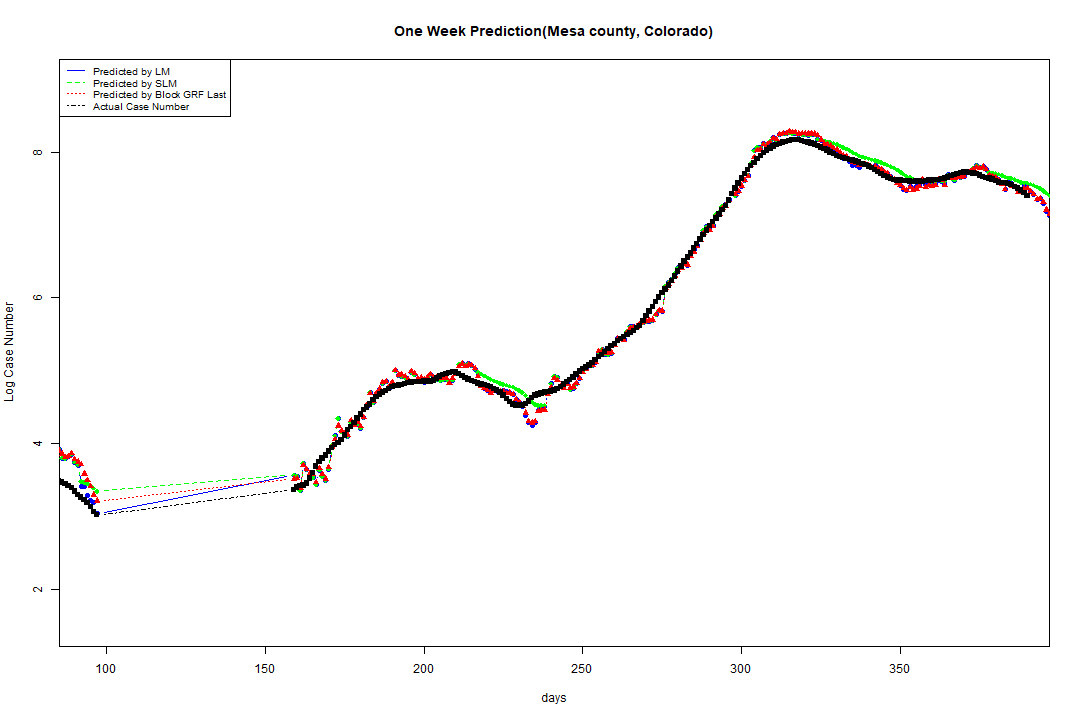 One Week Prediction(Mesa county, Colorado)
Predicted by LM
Predicted by SLM
Predicted by Block GRF Last
Actual Case Number
Log Case Number
8
6
4
2
100 150 200 250 300 350
days